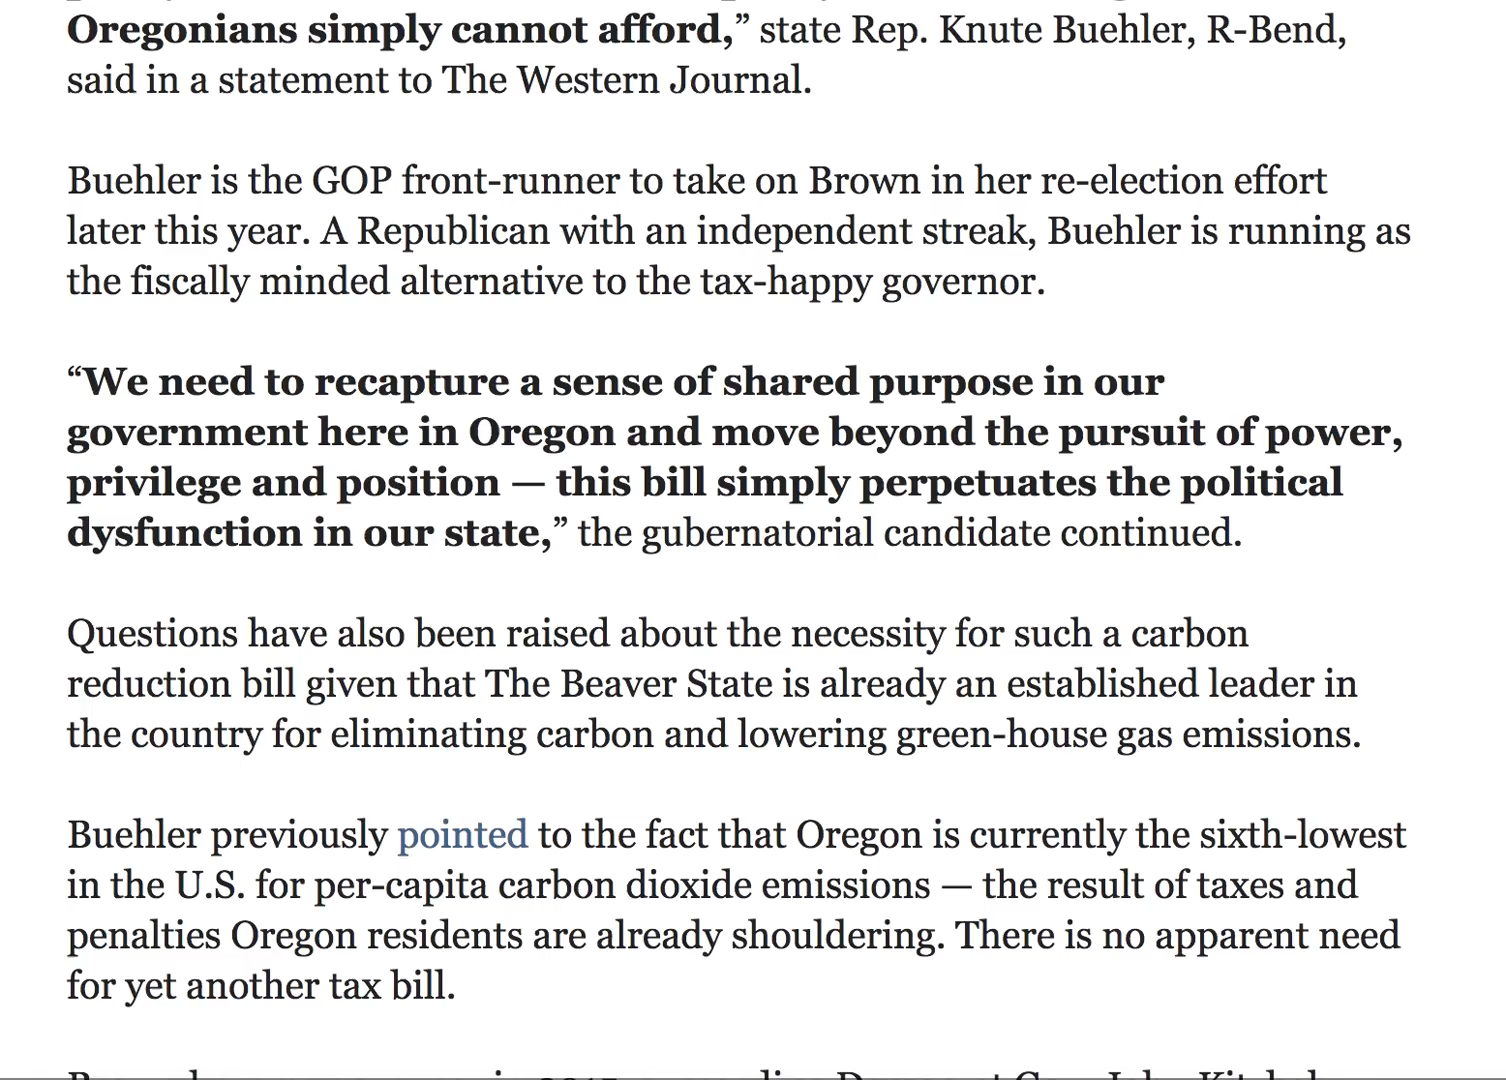 Oregonians simply cannot afford,” state Rep. Knute Buehler, R-Bend,
said in a statement to The Western Journal.
Buehler is the GOP front-runner to take on Brown in her re-election effort
later this year. A Republican with an independent streak, Buehler is running as
the fiscally minded alternative to the tax-happy governor.
“We need to recapture a sense of shared purpose in our
government here in Oregon and move beyond the pursuit of power,
privilege and position — this bill simply perpetuates the political
dysfunction in our state,” the gubernatorial candidate continued.
Questions have also been raised about the necessity for such a carbon
reduction bill given that The Beaver State is already an established leader in
the country for eliminating carbon and lowering green-house gas emissions.
Buehler previously pointed to the fact that Oregon is currently the sixth-lowest
in the U.S. for per-capita carbon dioxide emissions — the result of taxes and
penalties Oregon residents are already shouldering. There is no apparent need
for yet another tax bill.